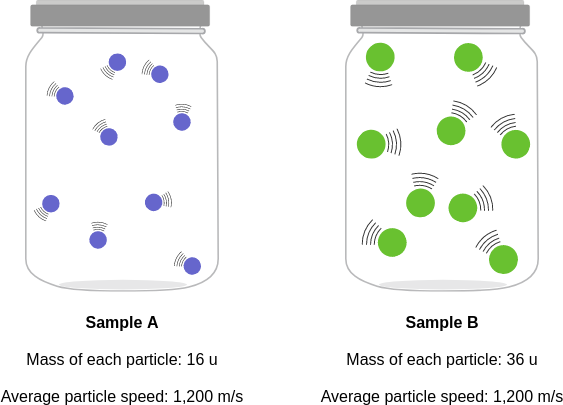 Sample A
Sample B
Mass of each particle: 16 u
Mass of each particle: 36 u
Average particle speed: 1,200 m/s
Average particle speed: 1,200 m/s